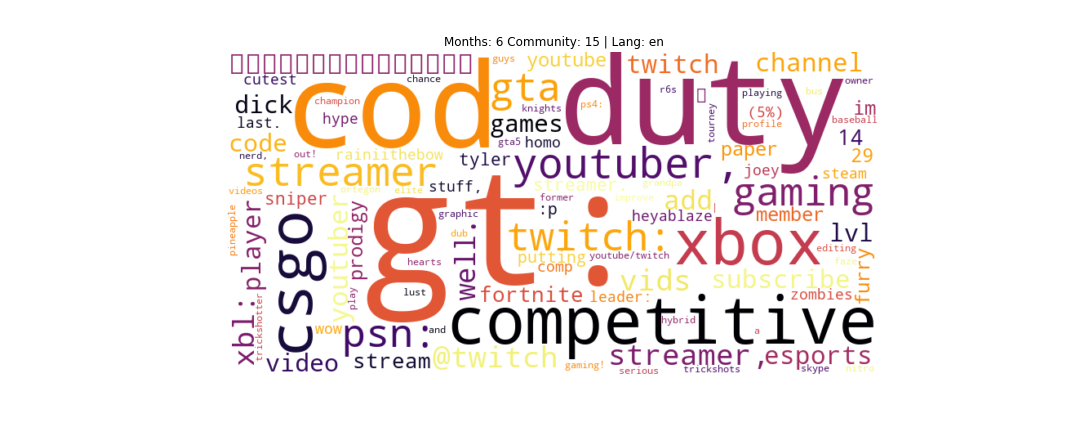 Months: 6 Community: 15 | Lang: en
guys youtube twitch channel
cutest chance cod gta duty r6s playing owner bus
dick champion knights ps4: (5%) im
last. hype games tourney profile baseball
code gta5 homo 14
nerd, out! rainiithebow tyler youtuber, paper 29
streamer stuff, streamer. grandpa joey steam
videos elite improve gaming
sniper former add
pineapple csgo youtuber prodigy graphic :p heyablaze member
player gt: well. dub twitch: xbox lvl
hearts putting youtube/twitch editing
comp vids subscribe faze furry
xbl: play lust fortnite leader: zombies
trickshotter wow psn: and competitive hybrid a
video stream @twitch streamer, esports
gaming! serious trickshots skype nitro